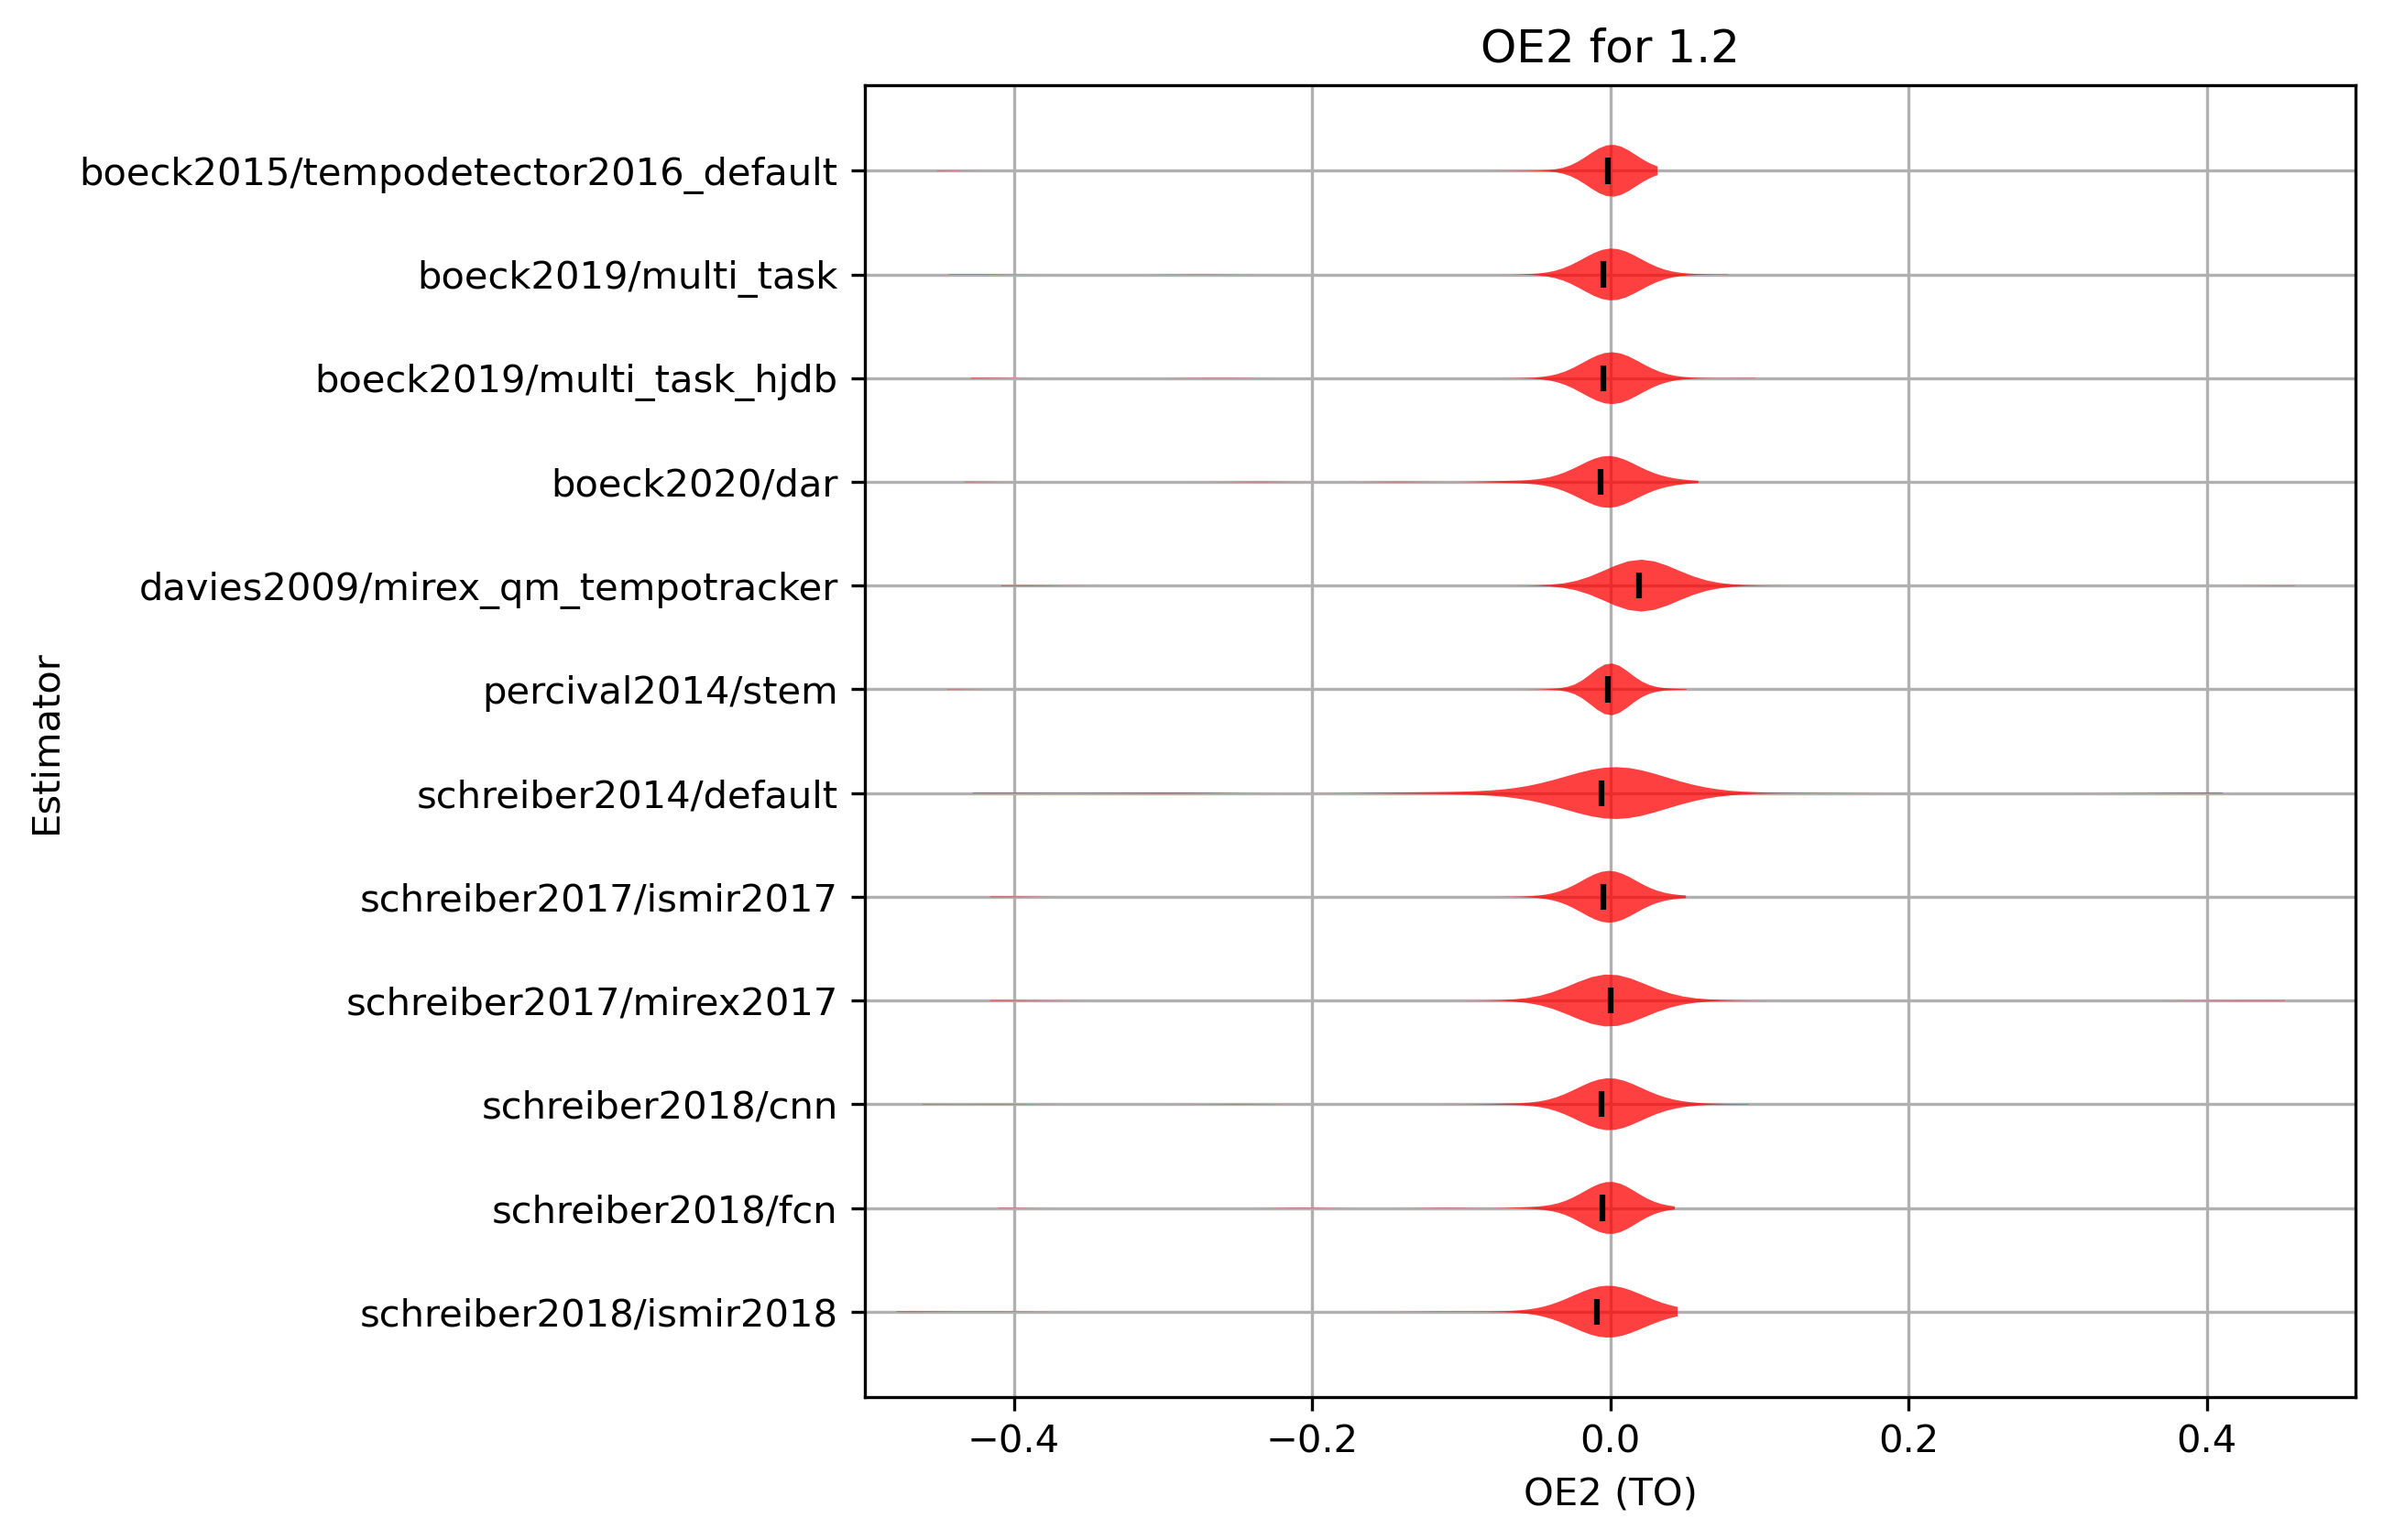 OE2 for 1.2
boeck2015/tempodetector2016_default
boeck2019/multi_task
boeck2019/multi_task_hjdb
boeck2020/dar
davies2009/mirex_qm_tempotracker
percival2014/stem
schreiber2014/default
schreiber2017/ismir2017
schreiber2017/mirex2017
schreiber2018/cnn
schreiber2018/fcn
schreiber2018/ismir2018
Estimator
−0.4 −0.2 0.0 0.2 0.4
OE2 (TO)